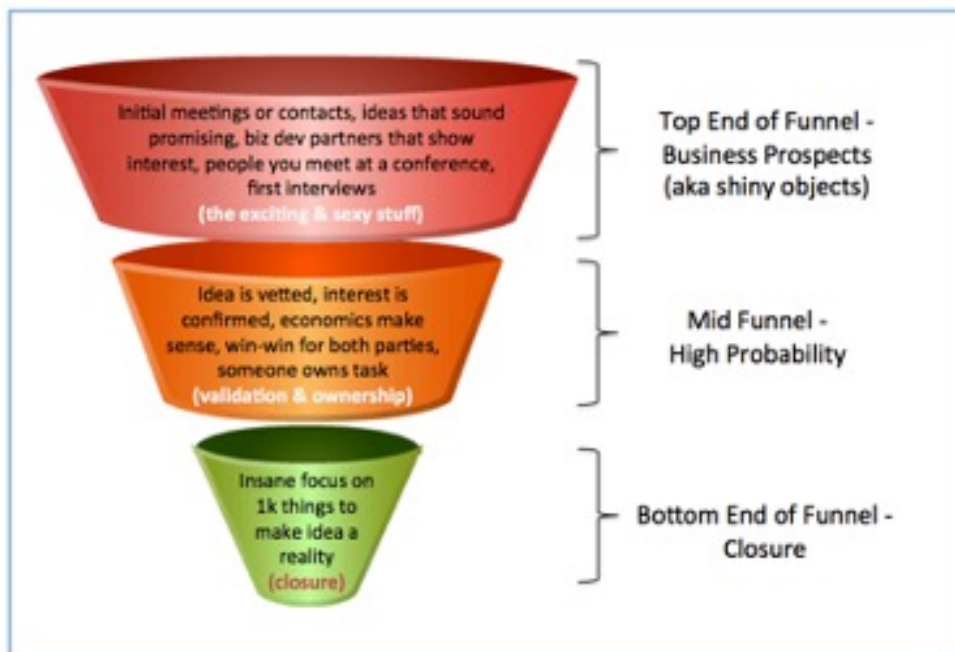 Initial meetings or contacts, ideas that sound
promising, biz dev partners that show
interest, people you meet at a conference,
first interviews
(the exciting & sexy stuff)
Top End of Funnel -
Business Prospects
(aka shiny objects)
Idea is vetted, interest is
confirmed, economics make
sense, win-win for both parties,
someone owns task
(validation & ownership)
Mid Funnel -
High Probability
Insane focus on
1k things to
make idea a
reality
(closure)
Bottom End of Funnel -
Closure